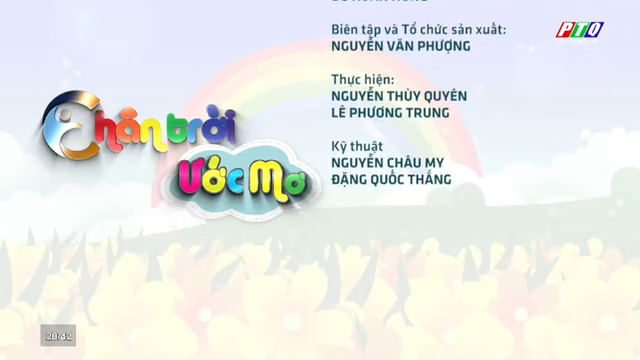 Biên tập và Tổ chức sản xuất:
NGUYỄN VĂN PHƯỢNG
Thực hiện:
NGUYỄN THÙY QUYÊN
LÊ PHƯƠNG TRUNG
Kỹ thuật
NGUYỄN CHÂU MY
ĐẶNG QUỐC THẮNG
Chân trời
Ước Mơ
PTQ
20:42